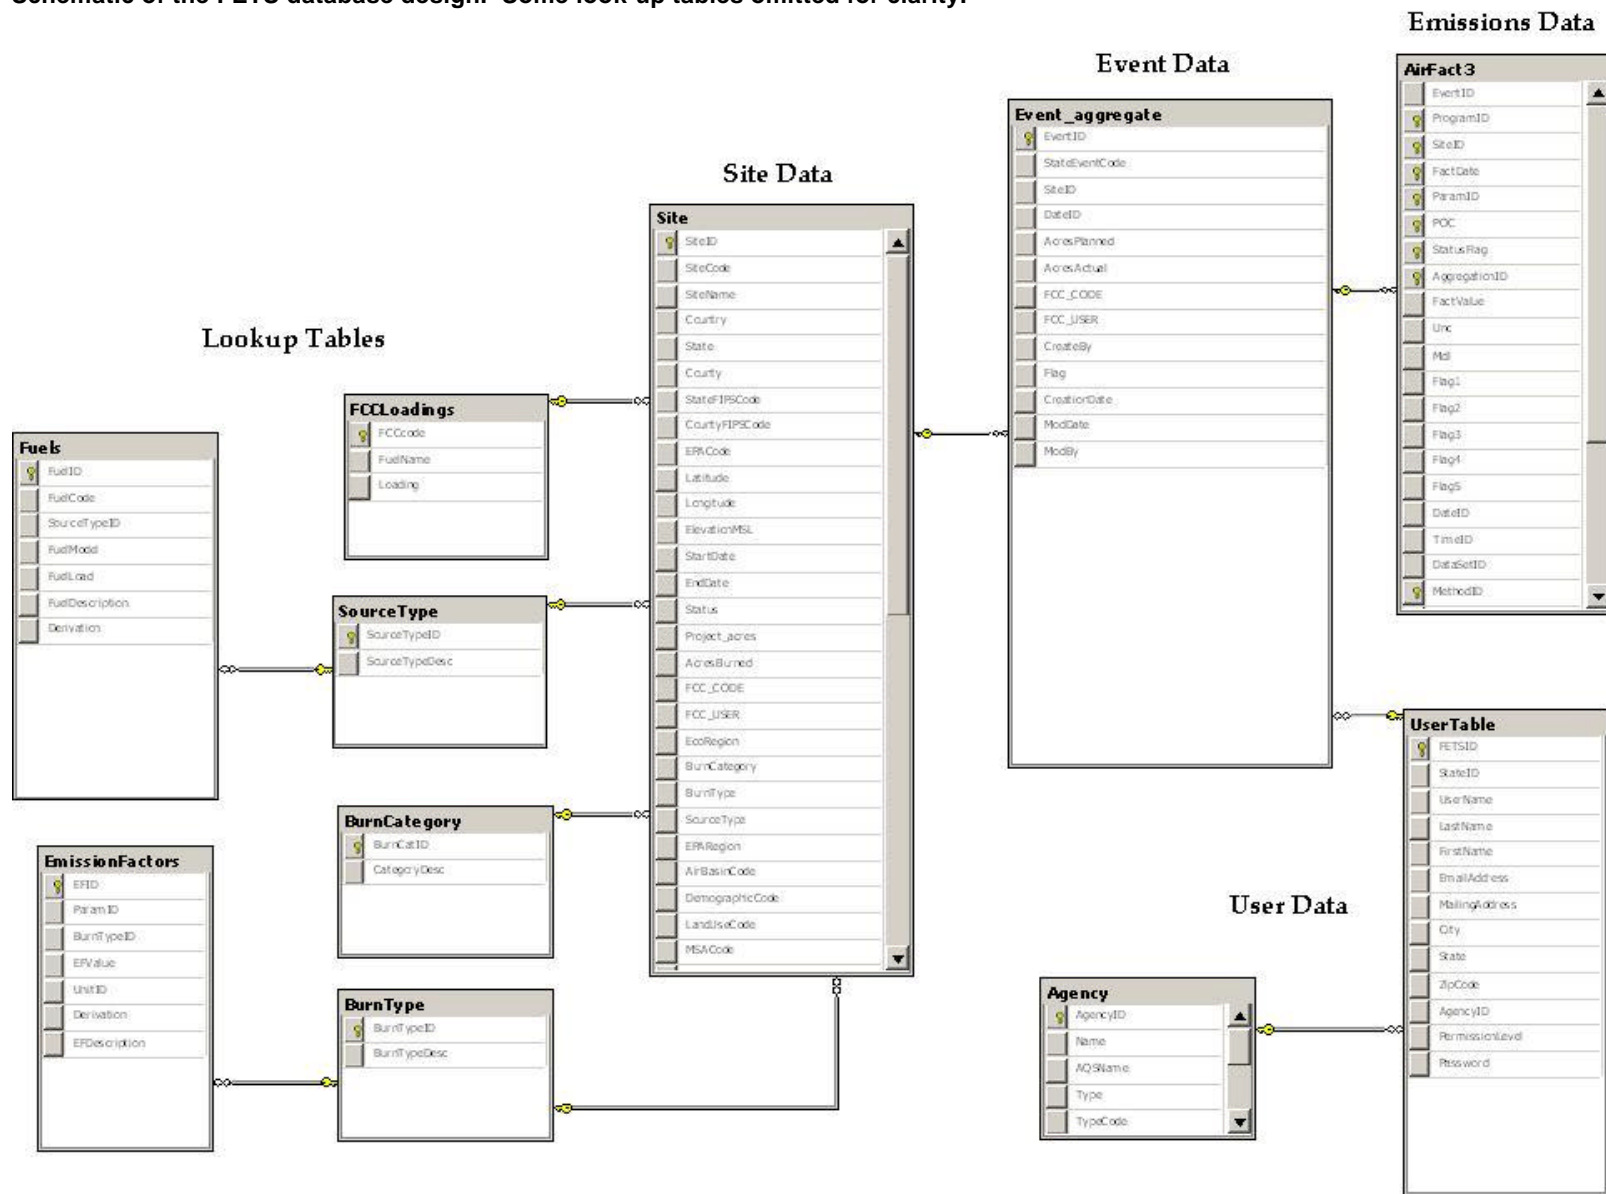 Schematic of the FETS database design. Some look-up tables omitted for clarity.
Emissions Data
Event Data
Site Data
Lookup Tables
User Data
Fuels
FuelID
FuelCode
SourceTypeID
FuelModel
FuelLoad
FuelDescription
Derivation
EmissionFactors
EFID
ParamID
BurnTypeID
EFValue
UnitID
Derivation
EFDescription
FCCLoadings
FCCcode
FuelName
Loading
SourceType
SourceTypeID
SourceTypeDesc
BurnCategory
BurnCatID
CategoryDesc
BurnType
BurnTypeID
BurnTypeDesc
Site
SiteID
SiteCode
SiteName
Country
State
County
StateFIPSCode
CountyFIPSCode
EPACode
Latitude
Longitude
ElevationMSL
StartDate
EndDate
Status
Project_acres
AcresBurned
FCC_CODE
FCC_USER
EcoRegion
BurnCategory
BurnType
SourceType
EPARegion
AirBasinCode
DemographicCode
LandUseCode
MSACode
Event_aggregate
EventID
StateEventCode
SiteID
DateID
AcresPlanned
AcresActual
FCC_CODE
FCC_USER
CreateBy
Flag
CreationDate
ModDate
ModBy
AirFact3
EventID
ProgramID
SiteID
FactDate
ParamID
POC
StatusFlag
AggregationID
FactValue
Unc
Mdl
Flag1
Flag2
Flag3
Flag4
Flag5
DateID
TimeID
DataSetID
MethodID
UserTable
FETSID
StateID
UserName
LastName
FirstName
EmailAddress
MailingAddress
City
State
ZipCode
AgencyID
PermissionLevel
Password
Agency
AgencyID
Name
AQSName
Type
TypeCode